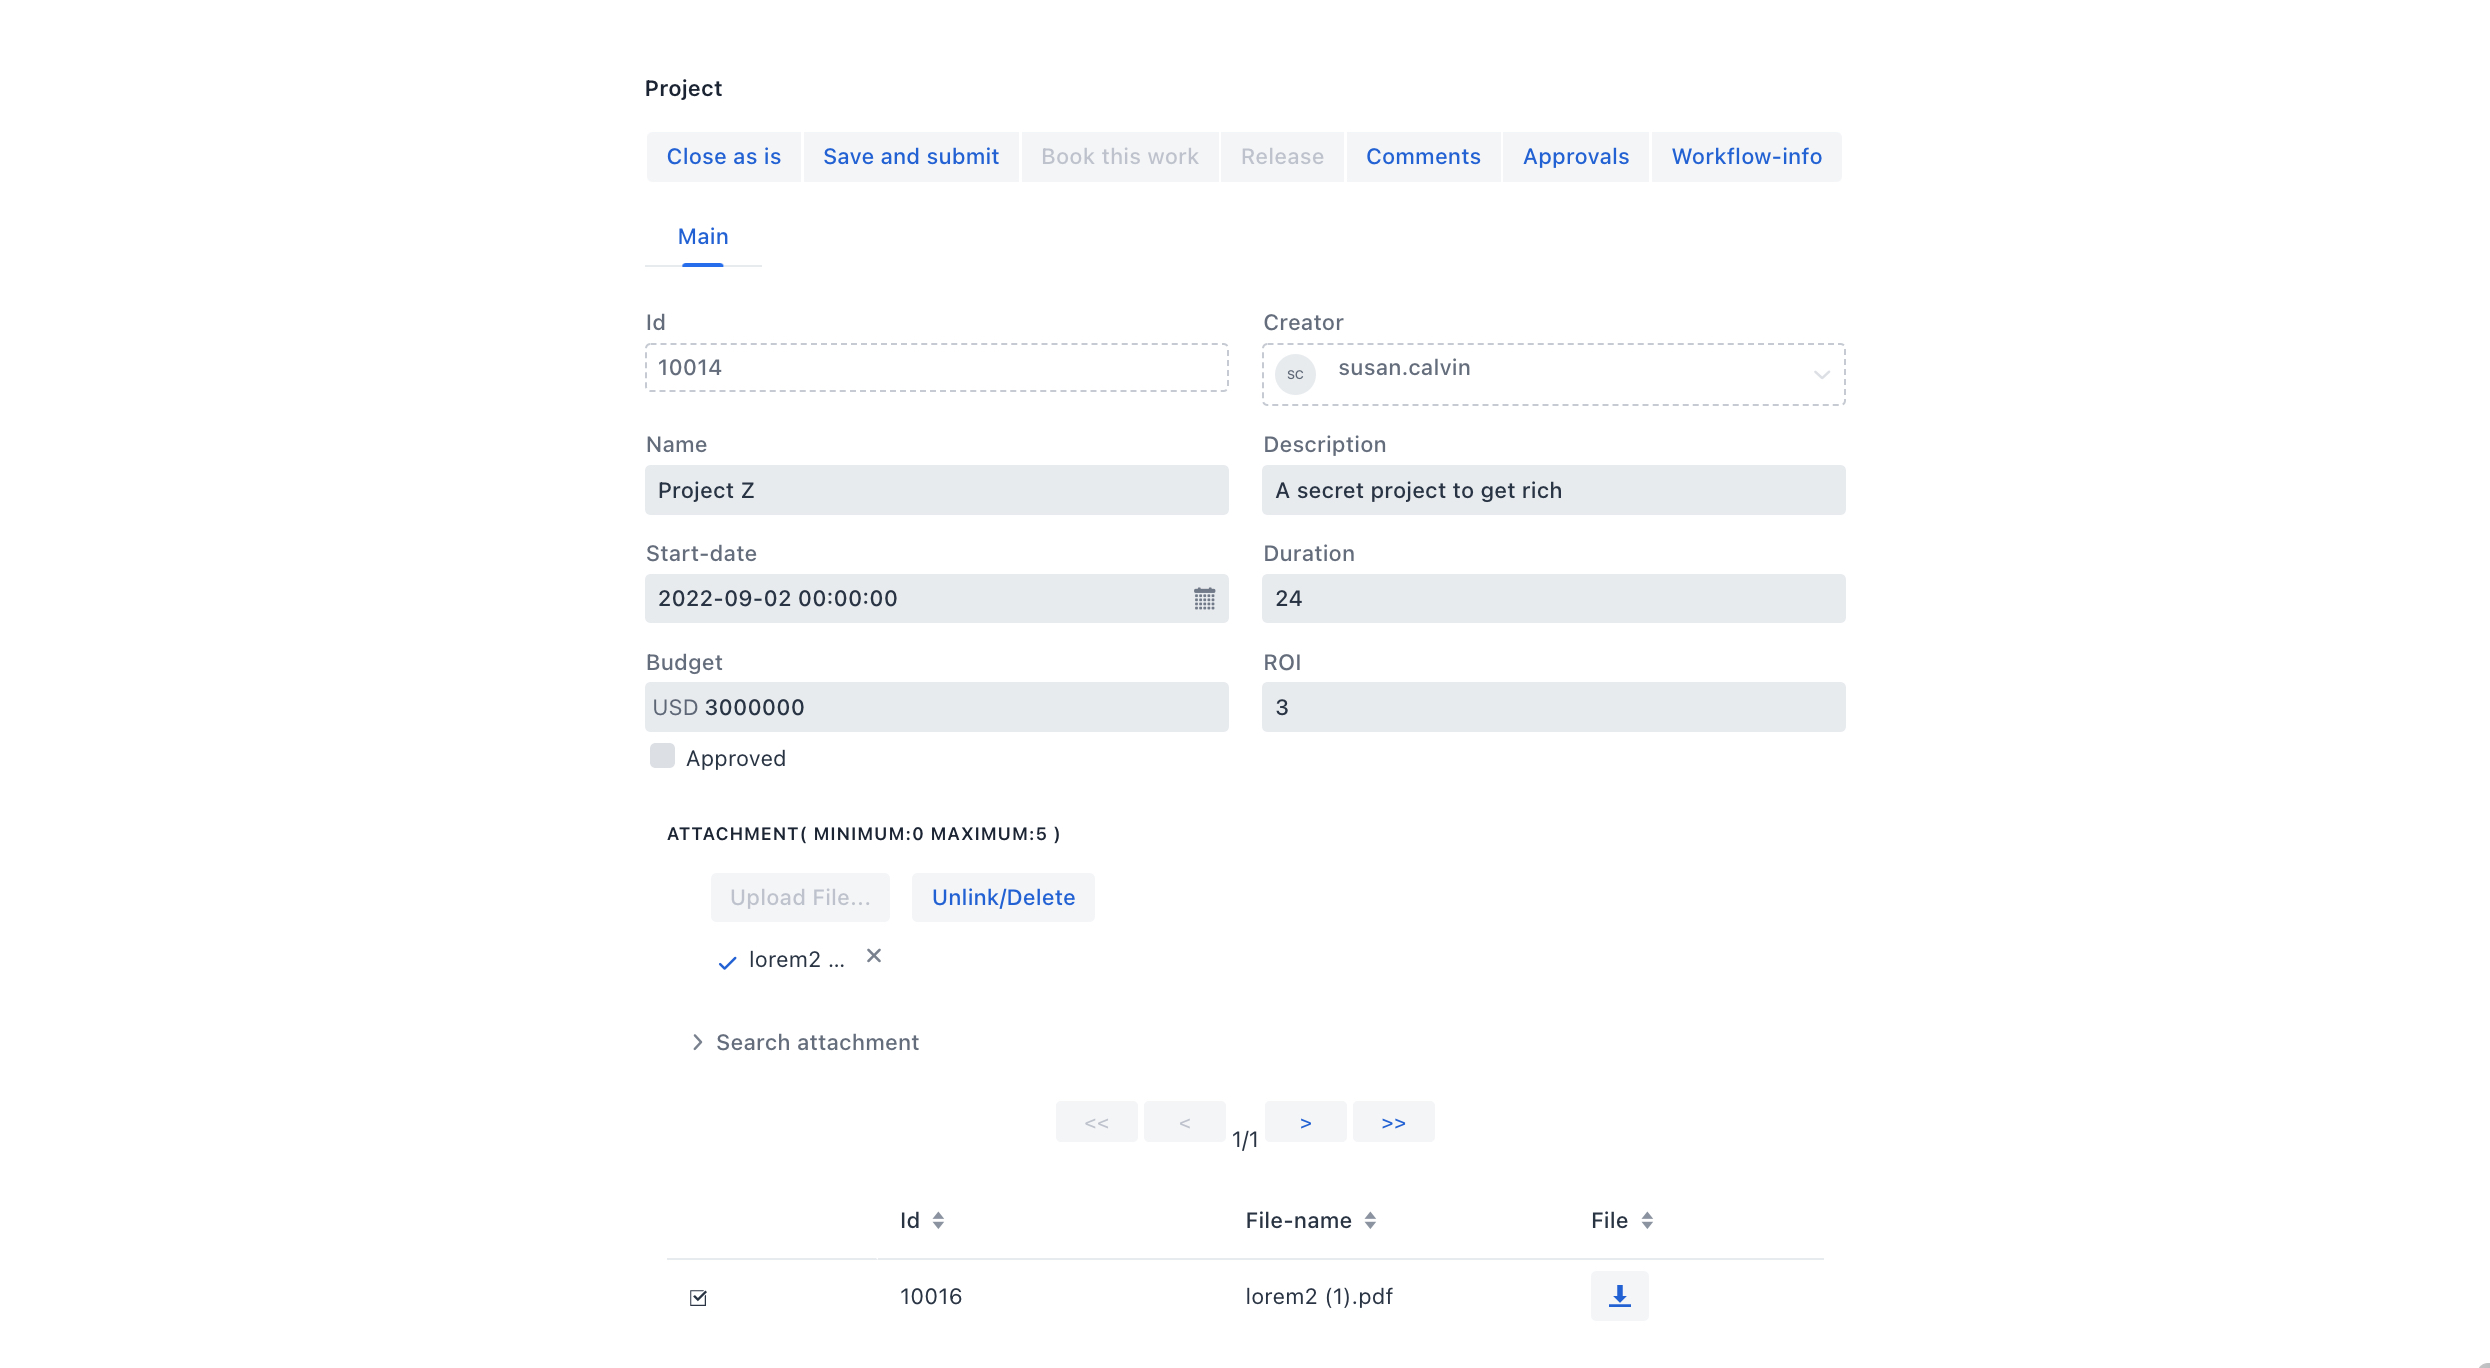 Project
Close as is Save and submit Book this work Release Comments Approvals Workflow-info
Main
Id Creator
10014 SC susan.calvin
Name Description
Project Z A secret project to get rich
Start-date Duration
2022-09-02 00:00:00 24
Budget ROI
USD 3000000 3
Approved
ATTACHMENT( MINIMUM:0 MAXIMUM:5 )
Upload File... Unlink/Delete
lorem2 ...
Search attachment
<< < 1/1 > >>
Id File-name File
10016 lorem2 (1).pdf